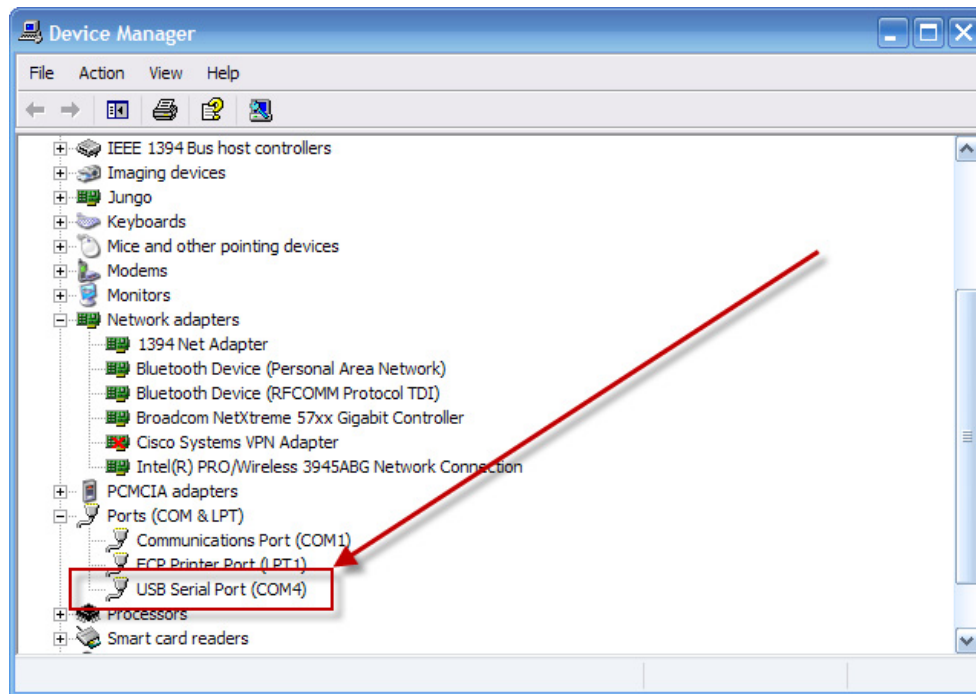 Device Manager
File Action View Help
IEEE 1394 Bus host controllers
Imaging devices
Jungo
Keyboards
Mice and other pointing devices
Modems
Monitors
Network adapters
1394 Net Adapter
Bluetooth Device (Personal Area Network)
Bluetooth Device (RFCOMM Protocol TDI)
Broadcom NetXtreme 57xx Gigabit Controller
Cisco Systems VPN Adapter
Intel(R) PRO/Wireless 3945ABG Network Connection
PCMCIA adapters
Ports (COM & LPT)
Communications Port (COM1)
ECP Printer Port (LPT1)
USB Serial Port (COM4)
Processors
Smart card readers